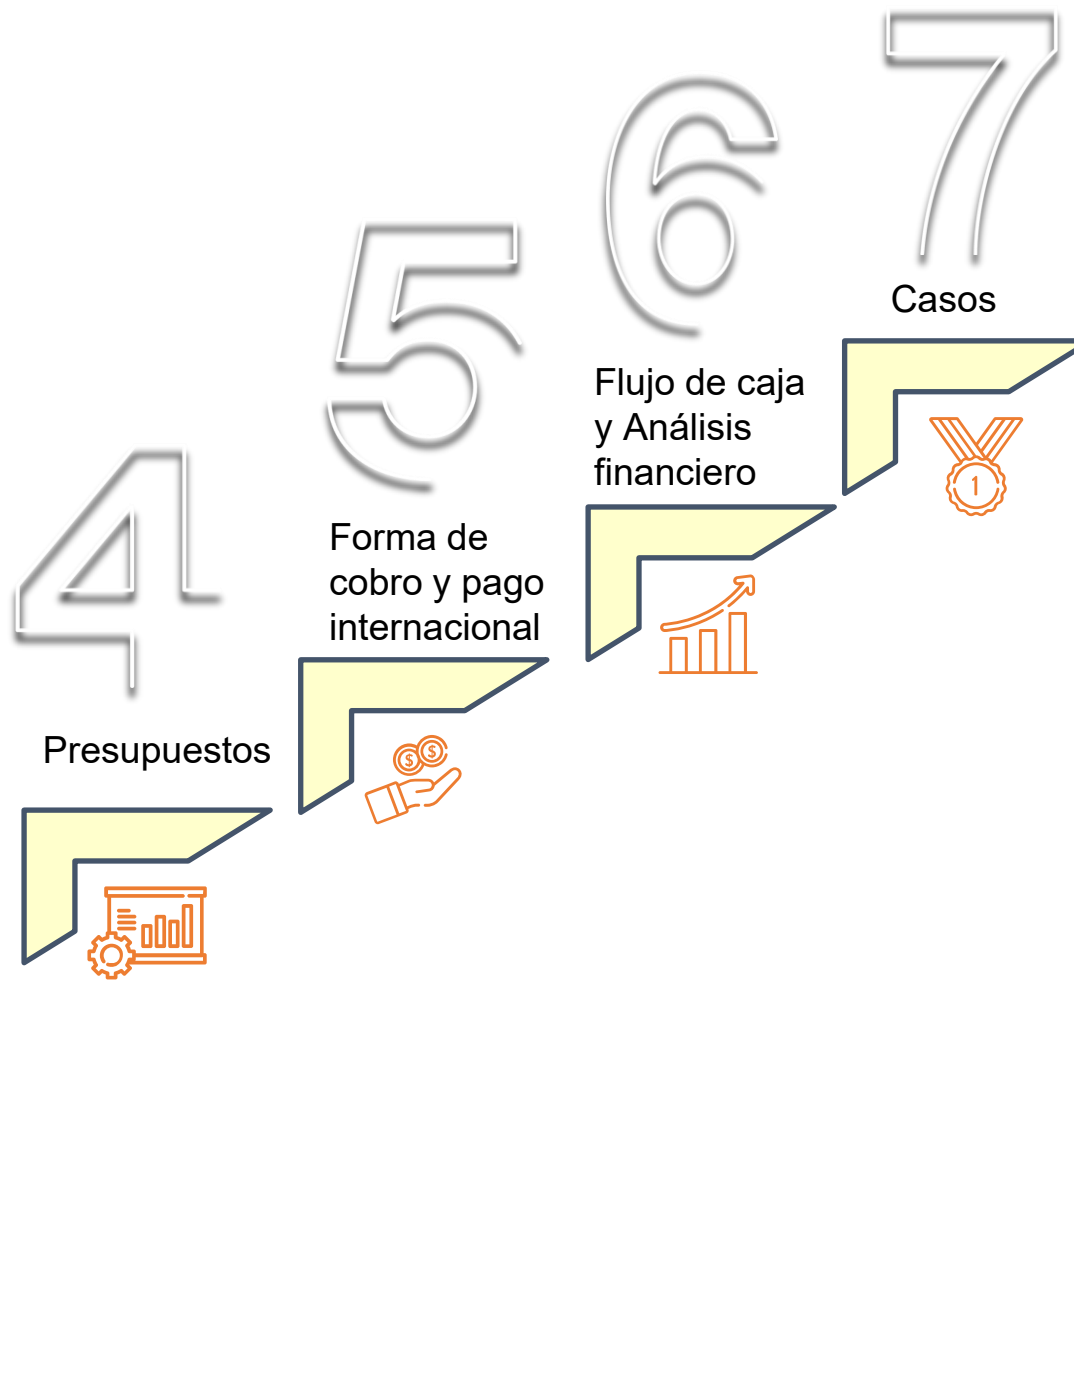 4
Presupuestos
5
Forma de
cobro y pago
internacional
$ $
6
Flujo de caja
y Análisis
financiero
7
Casos
1